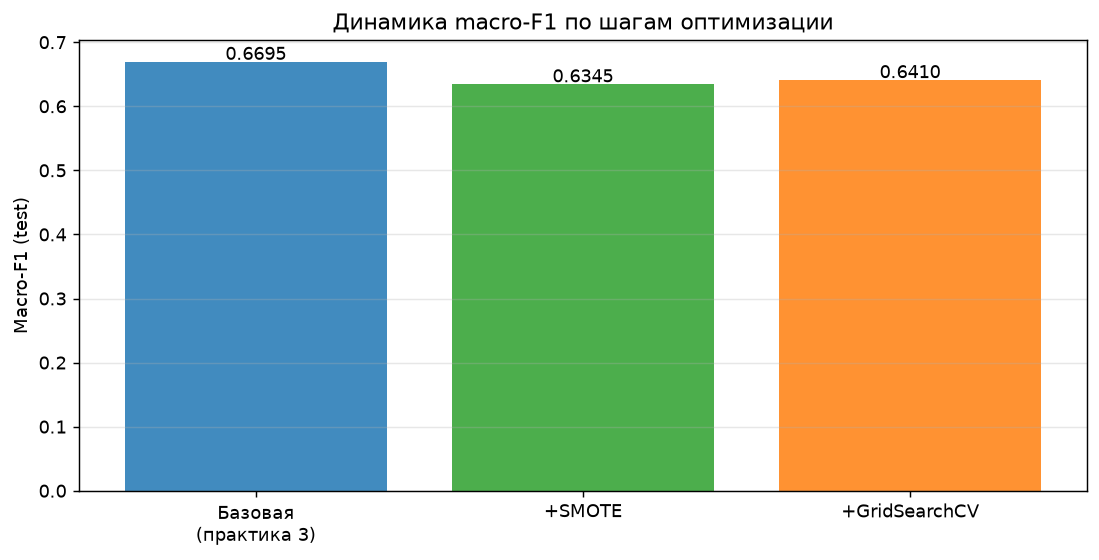 Динамика macro-F1 по шагам оптимизации
Macro-F1 (test)
0.7
0.6
0.5
0.4
0.3
0.2
0.1
0.0
0.6695
0.6345
0.6410
Базовая
(практика 3)
+SMOTE
+GridSearchCV